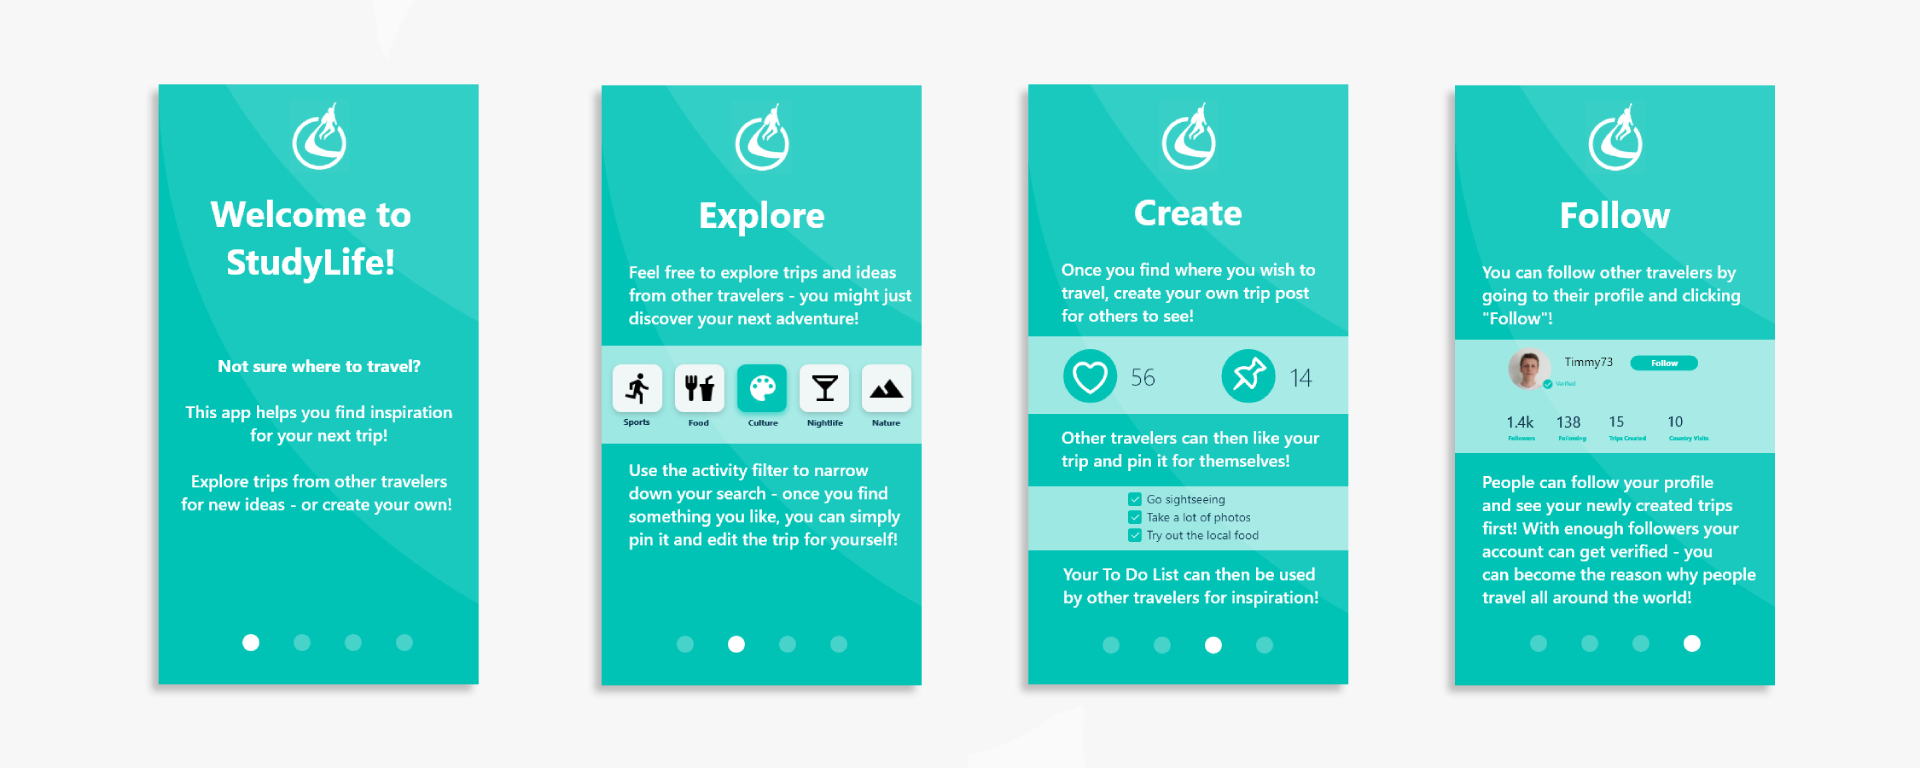 Welcome to
StudyLife!
Not sure where to travel?
This app helps you find inspiration
for your next trip!
Explore trips from other travelers
for new ideas - or create your own!
Explore
Feel free to explore trips and ideas
from other travelers - you might just
discover your next adventure!
Sports
Food
Culture
Nightlife
Nature
Use the activity filter to narrow
down your search - once you find
something you like, you can simply
pin it and edit the trip for yourself!
Create
Once you find where you wish to
travel, create your own trip post
for others to see!
56
14
Other travelers can then like your
trip and pin it for themselves!
Go sightseeing
Take a lot of photos
Try out the local food
Your To Do List can then be used
by other travelers for inspiration!
Follow
You can follow other travelers by
going to their profile and clicking
"Follow"!
Timmy73
Follow
Verified
1.4k
138
15
10
Followers
Following
Trips Created
Country Visits
People can follow your profile
and see your newly created trips
first! With enough followers your
account can get verified - you
can become the reason why people
travel all around the world!